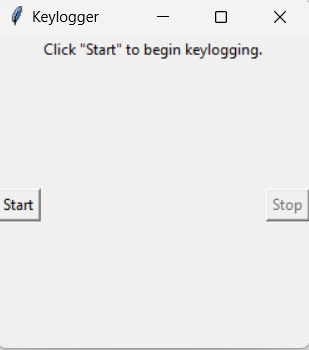 Keylogger
Click "Start" to begin keylogging.
Start
Stop